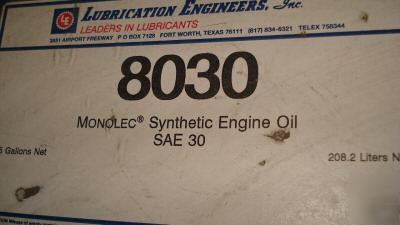 LE
LUBRICATION ENGINEERS, Inc.
LEADERS IN LUBRICANTS
3851 AIRPORT FREEWAY P O BOX 7128 FORT WORTH, TEXAS 76111 (817) 834-6321 TELEX 758344
8030
MONOLEC® Synthetic Engine Oil
SAE 30
5 Gallons Net
208.2 Liters N